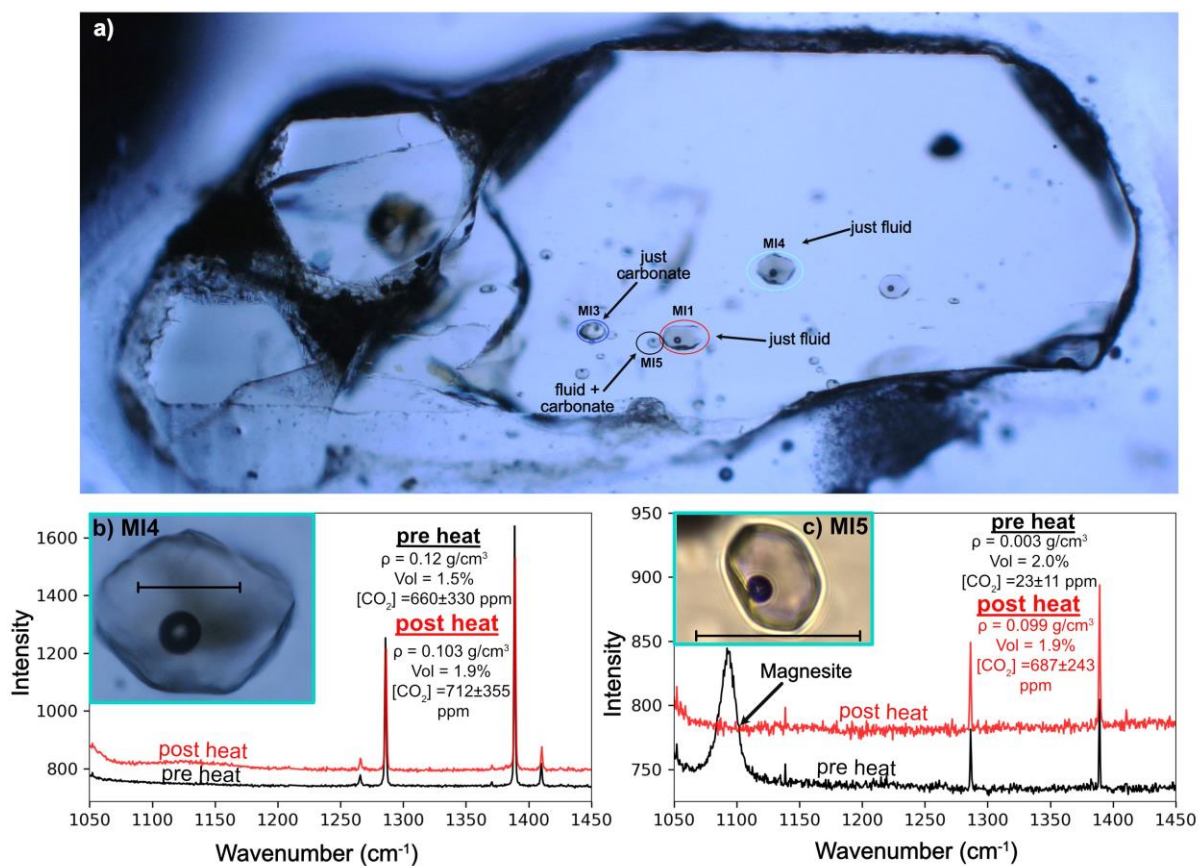 a)
MI4
just fluid
just
carbonate
MI3
MI1
just fluid
MI5
fluid +
carbonate
b) MI4
pre heat
ρ = 0.12 g/cm³
Vol = 1.5%
[CO₂] =660±330 ppm
post heat
ρ = 0.103 g/cm³
Vol = 1.9%
[CO₂] =712±355
ppm
post heat
pre heat
Intensity
1600
1400
1200
1000
800
1050 1100 1150 1200 1250 1300 1350 1400 1450
Wavenumber (cm⁻¹)
c) MI5
pre heat
ρ = 0.003 g/cm³
Vol = 2.0%
[CO₂] =23±11 ppm
post heat
ρ = 0.099 g/cm³
Vol = 1.9%
[CO₂] =687±243
ppm
Magnesite
post heat
pre heat
Intensity
950
900
850
800
750
1050 1100 1150 1200 1250 1300 1350 1400 1450
Wavenumber (cm⁻¹)